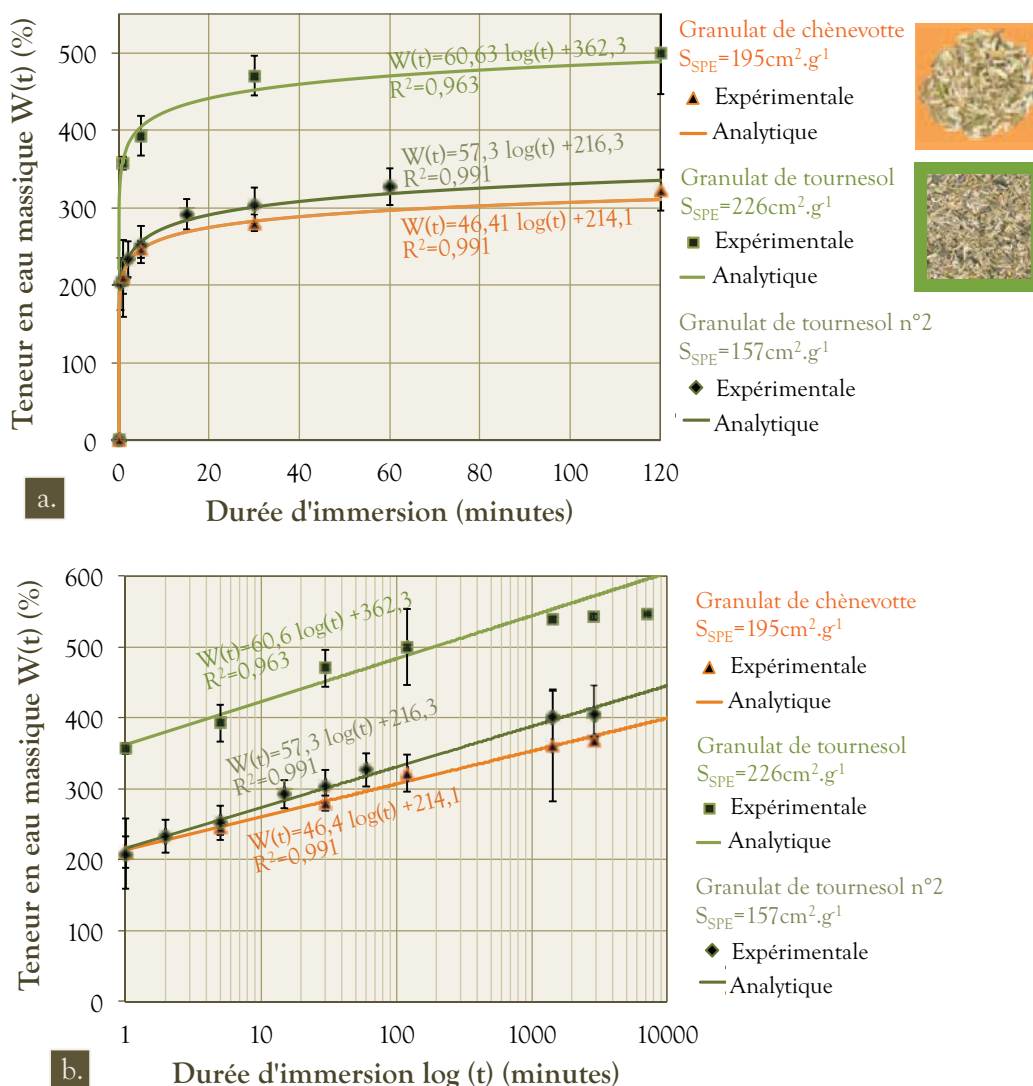 Teneur en eau massique W(t) (%)
500
400
300
200
100
0
0
20
40
60
80
100
120
Durée d'immersion (minutes)
a.
W(t)=60,63 log(t) +362,3
R²=0,963
W(t)=57,3 log(t) +216,3
R²=0,991
W(t)=46,41 log(t) +214,1
R²=0,991
Granulat de chènevotte
S_SPE=195cm².g⁻¹
Expérimentale
Analytique
Granulat de tournesol
S_SPE=226cm².g⁻¹
Expérimentale
Analytique
Granulat de tournesol n°2
S_SPE=157cm².g⁻¹
Expérimentale
Analytique
Teneur en eau massique W(t) (%)
600
500
400
300
200
100
0
1
10
100
1000
10000
Durée d'immersion log (t) (minutes)
b.
W(t)=60,6 log(t) +362,3
R²=0,963
W(t)=57,3 log(t) +216,3
R²=0,991
W(t)=46,4 log(t) +214,1
R²=0,991
Granulat de chènevotte
S_SPE=195cm².g⁻¹
Expérimentale
Analytique
Granulat de tournesol
S_SPE=226cm².g⁻¹
Expérimentale
Analytique
Granulat de tournesol n°2
S_SPE=157cm².g⁻¹
Expérimentale
Analytique